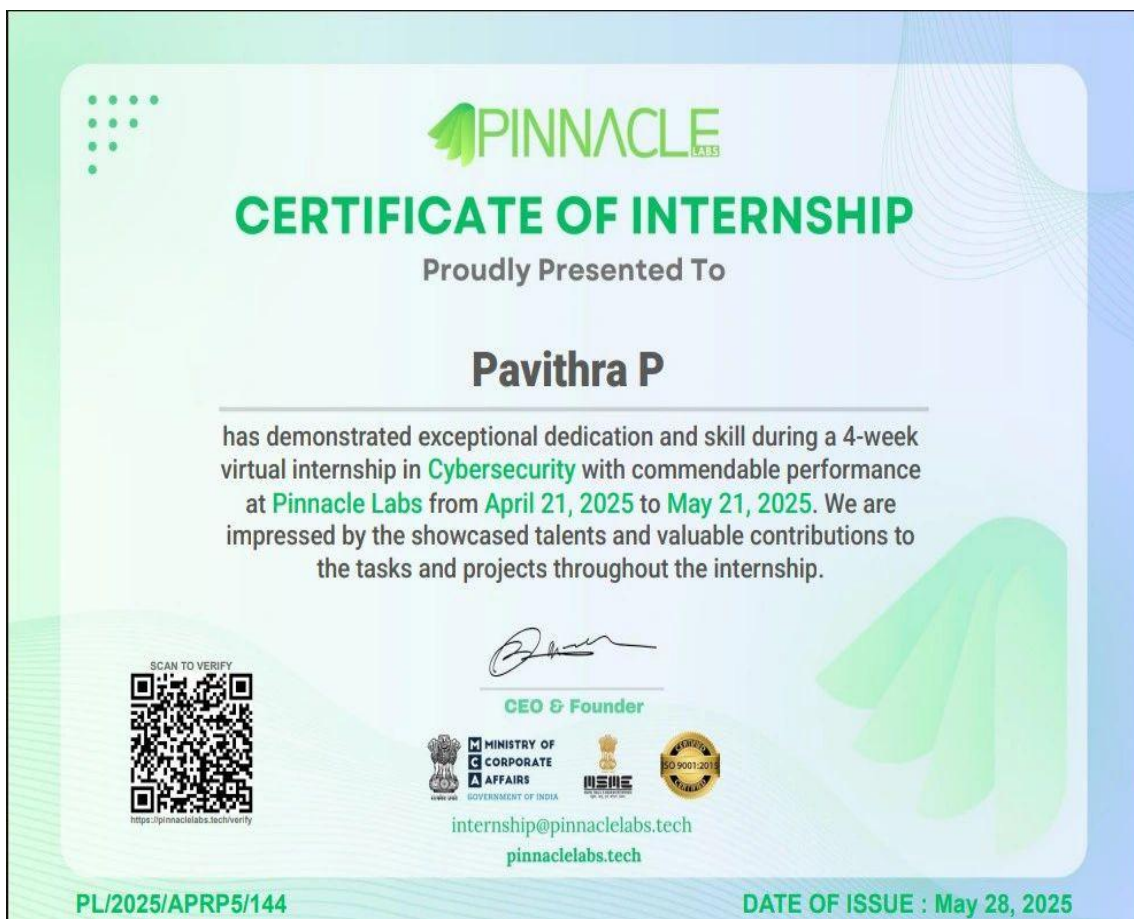 PINNACLE
LABS
CERTIFICATE OF INTERNSHIP
Proudly Presented To
Pavithra P
has demonstrated exceptional dedication and skill during a 4-week
virtual internship in Cybersecurity with commendable performance
at Pinnacle Labs from April 21, 2025 to May 21, 2025. We are
impressed by the showcased talents and valuable contributions to
the tasks and projects throughout the internship.
CEO & Founder
SCAN TO VERIFY
https://pinnaclelabs.tech/verify
MINISTRY OF
CORPORATE
AFFAIRS
GOVERNMENT OF INDIA
MSME
CERTIFIED
ISO 9001:2015
CERTIFIED
internship@pinnaclelabs.tech
pinnaclelabs.tech
PL/2025/APRP5/144
DATE OF ISSUE : May 28, 2025